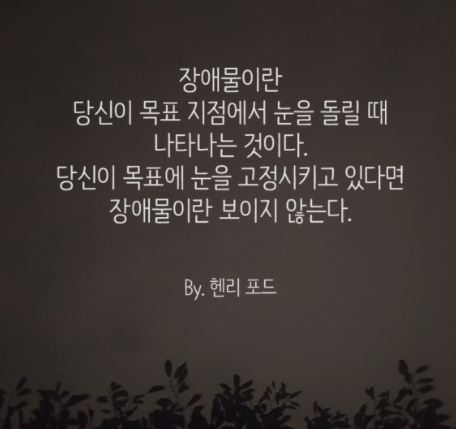 장애물이란
당신이 목표 지점에서 눈을 돌릴 때
나타나는 것이다.
당신이 목표에 눈을 고정시키고 있다면
장애물이란 보이지 않는다.
By. 헨리 포드